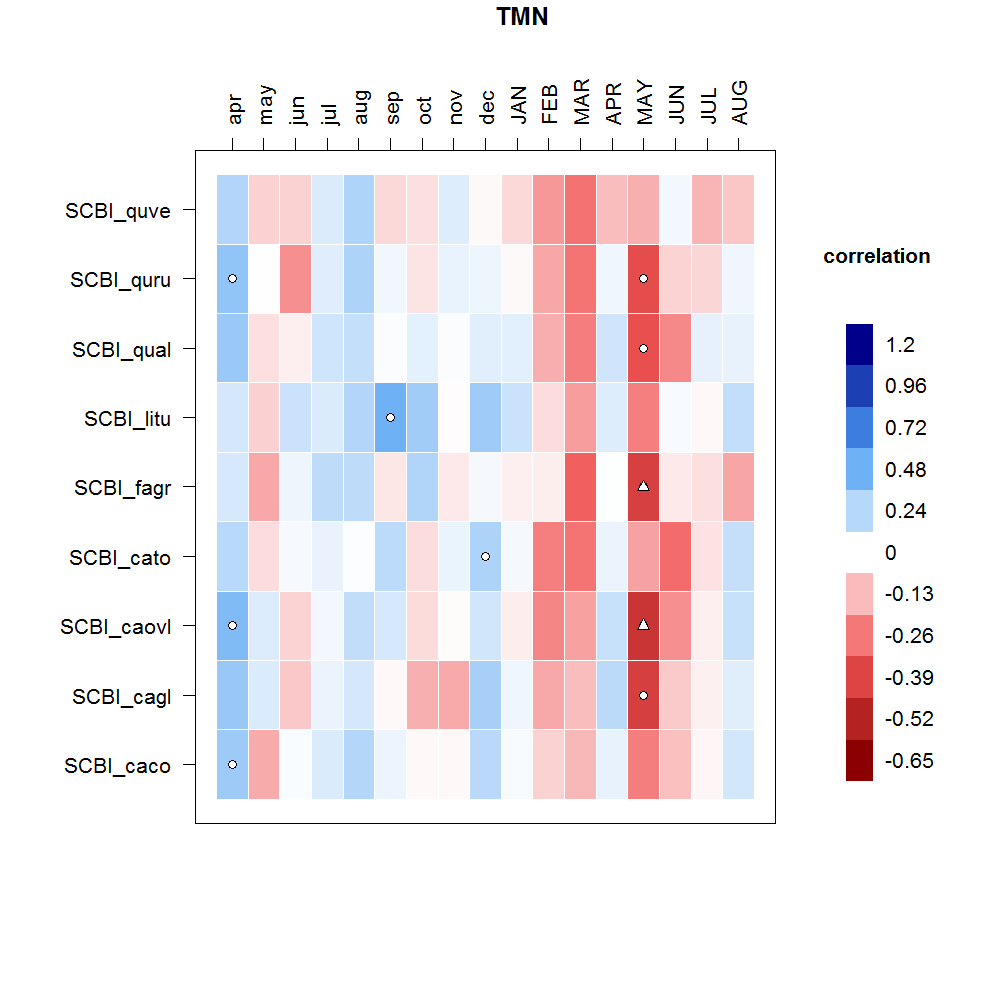 TMN
apr may jun jul aug sep oct nov dec JAN FEB MAR APR MAY JUN JUL AUG
SCBI_quve
SCBI_quru
SCBI_qual
SCBI_litu
SCBI_fagr
SCBI_cato
SCBI_caovl
SCBI_cagl
SCBI_caco
correlation
1.2
0.96
0.72
0.48
0.24
0
-0.13
-0.26
-0.39
-0.52
-0.65